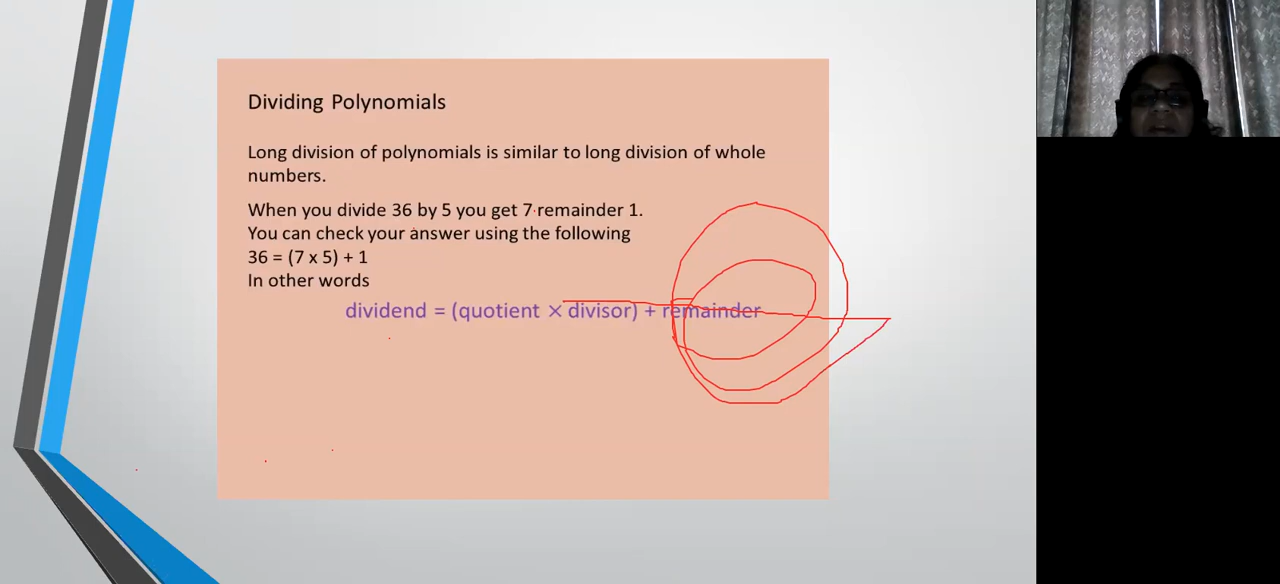 Dividing Polynomials
Long division of polynomials is similar to long division of whole
numbers.
When you divide 36 by 5 you get 7 remainder 1.
You can check your answer using the following
36 = (7 x 5) + 1
In other words
dividend = (quotient × divisor) + remainder